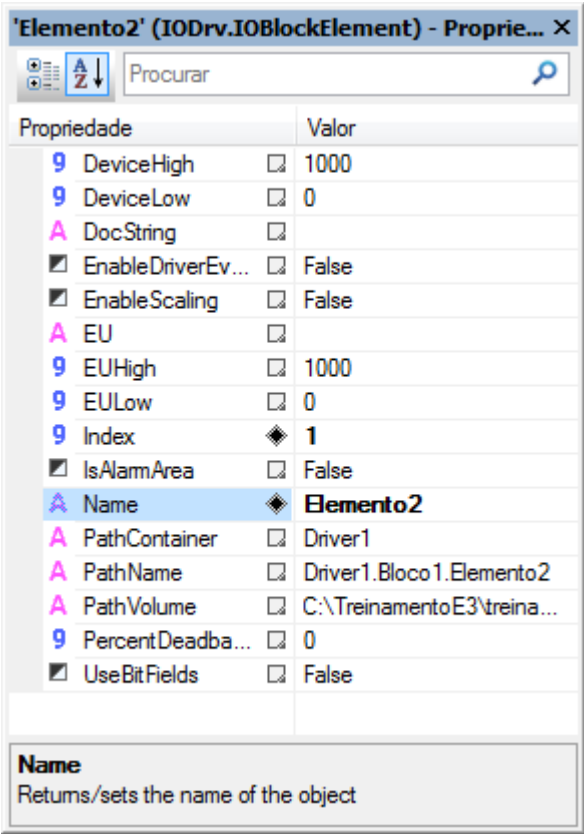 'Elemento2' (IODrv.IOBlockElement) - Proprie... ×
Procurar
Propriedade Valor
DeviceHigh 1000
DeviceLow 0
DocString
EnableDriverEv... False
EnableScaling False
EU
EUHigh 1000
EULow 0
Index 1
IsAlarmArea False
Name Elemento2
PathContainer Driver1
PathName Driver1.Bloco1.Elemento2
PathVolume C:\TreinamentoE3\treina...
PercentDeadba... 0
UseBitFields False
Name
Returns/sets the name of the object